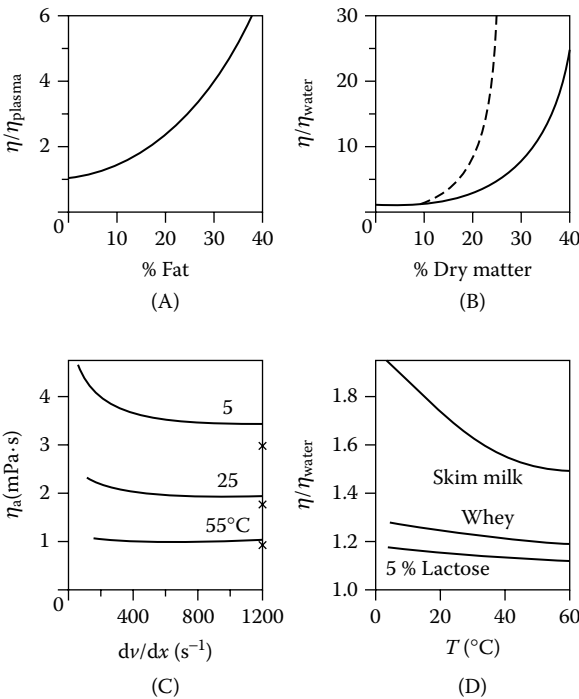 6
4
2
0
η/ηplasma
10
20
30
40
% Fat
(A)
30
20
10
0
η/ηwater
10
20
30
40
% Dry matter
(B)
4
3
2
1
0
ηa(mPa·s)
5
25
55°C
400
800
1200
dv/dx (s⁻¹)
(C)
1.8
1.6
1.4
1.2
1.0
η/ηwater
Skim milk
Whey
5 % Lactose
0
20
40
60
T (°C)
(D)